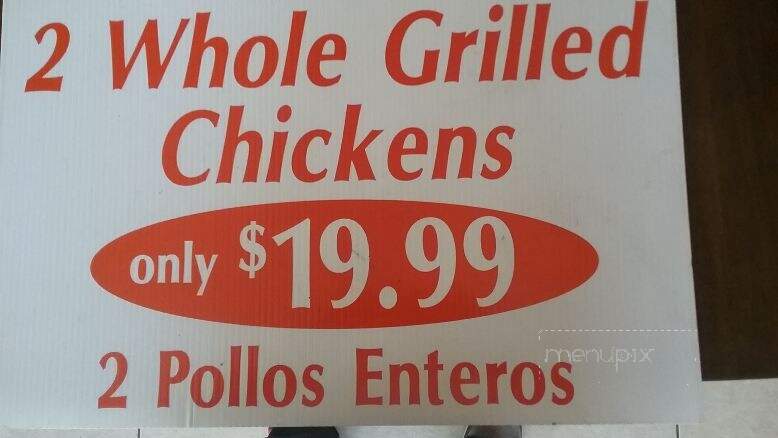 2 Whole Grilled
Chickens
only $19.99
2 Pollos Enteros
menupix